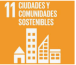 11 CIUDADES Y
COMUNIDADES
SOSTENIBLES